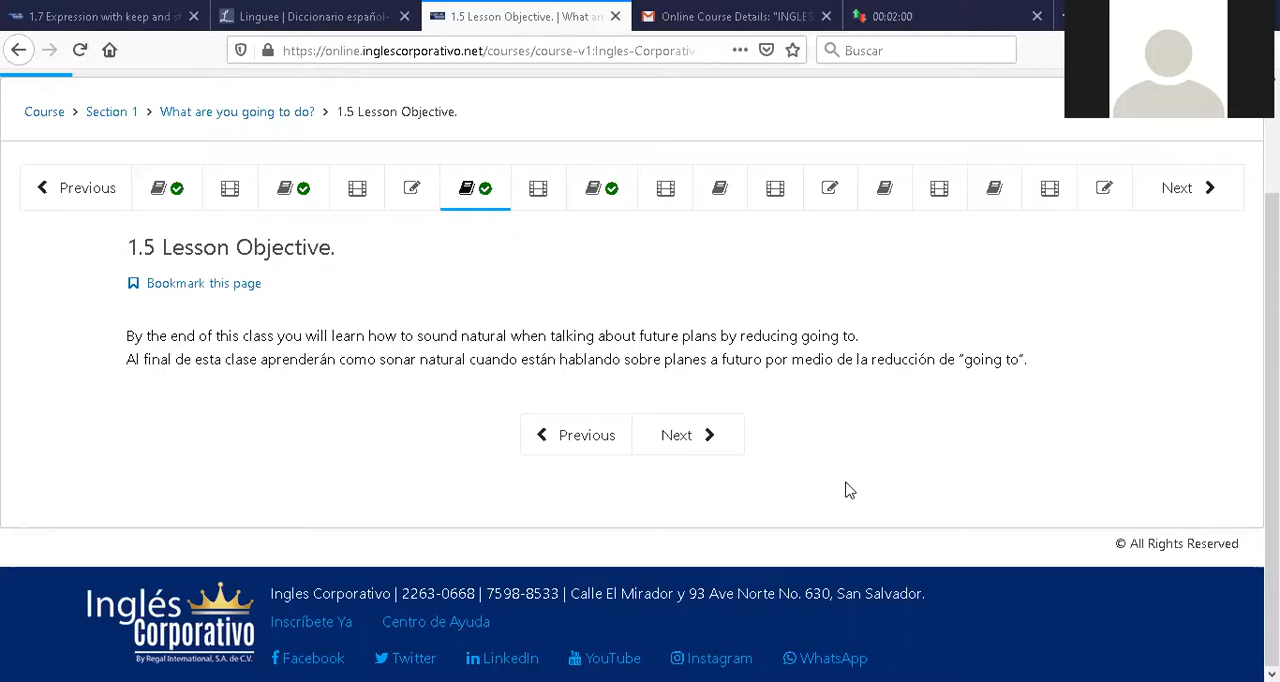 1.7 Expression with keep and st
Linguee | Diccionario español-
1.5 Lesson Objective. | What ar
Online Course Details: "INGLES
00:02:00
https://online.inglescorporativo.net/courses/course-v1:Ingles-Corporativ
Buscar
Course > Section 1 > What are you going to do? > 1.5 Lesson Objective.
Previous
Next
1.5 Lesson Objective.
Bookmark this page
By the end of this class you will learn how to sound natural when talking about future plans by reducing going to.
Al final de esta clase aprenderán como sonar natural cuando están hablando sobre planes a futuro por medio de la reducción de "going to".
Previous Next
© All Rights Reserved
Inglés Corporativo
By Regal International, S.A. de C.V.
Ingles Corporativo | 2263-0668 | 7598-8533 | Calle El Mirador y 93 Ave Norte No. 630, San Salvador.
Inscríbete Ya Centro de Ayuda
Facebook Twitter LinkedIn YouTube Instagram WhatsApp